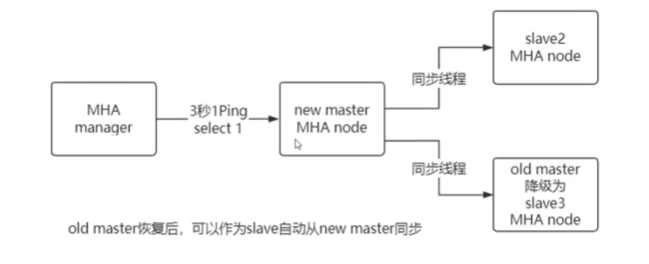 MHA
manager
3秒1Ping
select 1
new master
MHA node
同步线程
slave2
MHA node
同步线程
old master
降级为
slave3
MHA node
old master恢复后，可以作为slave自动从new master同步